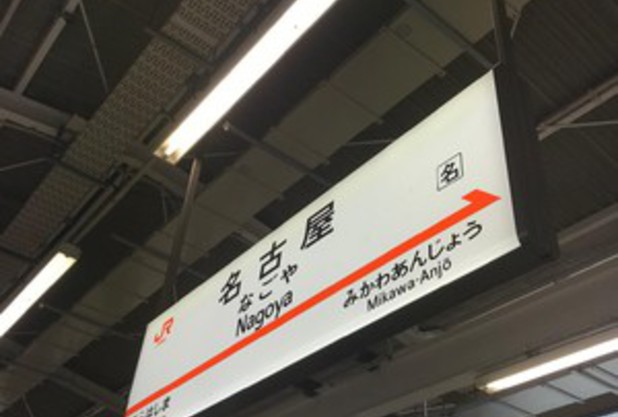 名
名古屋
なごや
Nagoya
みかわあんじょう
Mikawa-Anjō
JR